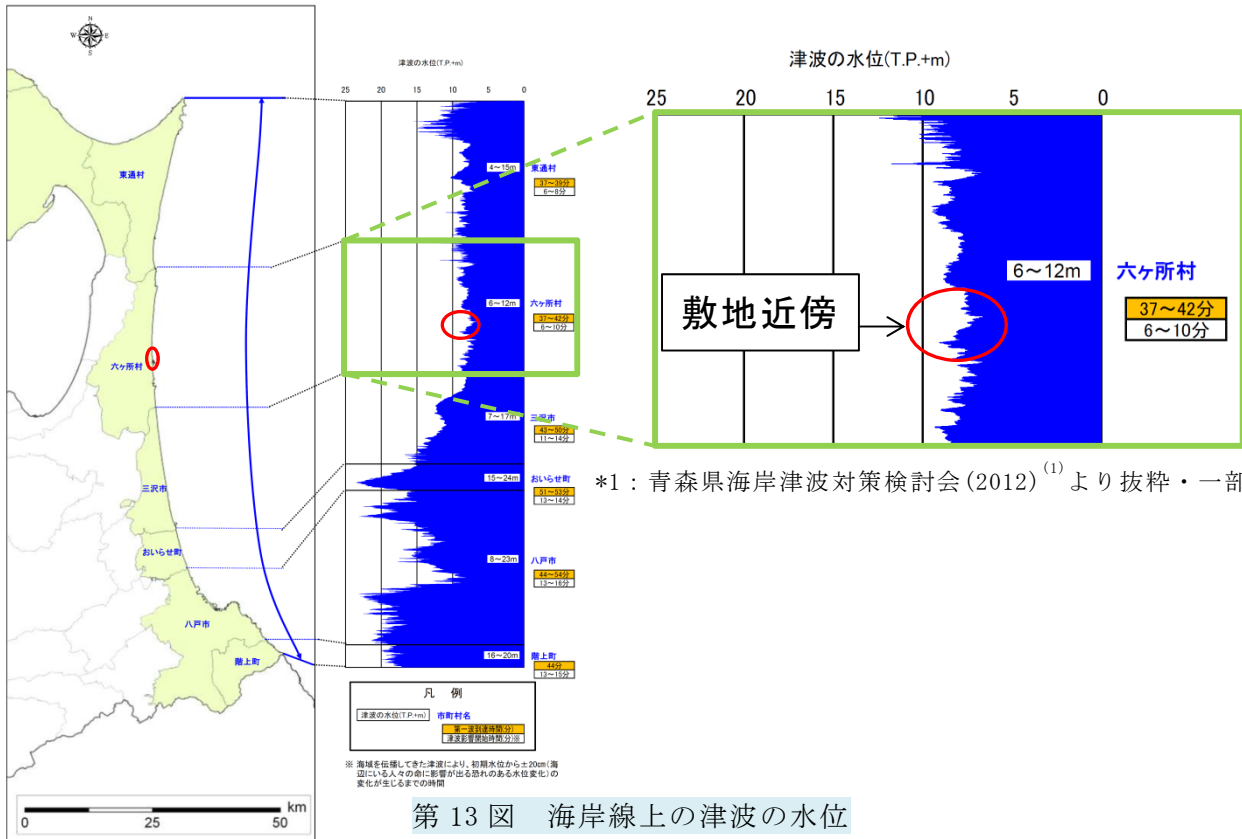 N
W
E
S
東通村
六ヶ所村
三沢市
おいらせ町
八戸市
階上町
km
0 25 50
津波の水位(T.P.+m)
25 20 15 10 5 0
4～15m 東通村
37～39分
6～8分
6～12m 六ヶ所村
37～42分
6～10分
7～17m 三沢市
43～50分
11～14分
15～24m おいらせ町
51～53分
13～14分
8～23m 八戸市
44～54分
13～16分
16～20m 階上町
44分
13～15分
凡 例
津波の水位(T.P.+m) 市町村名
第一波到達時間(分)
津波影響開始時間(分)※
※ 海域を伝播してきた津波により、初期水位から±20cm(海
辺にいる人々の命に影響が出る恐れのある水位変化)の
変化が生じるまでの時間
津波の水位(T.P.+m)
25 20 15 10 5 0
6～12m 六ヶ所村
37～42分
6～10分
敷地近傍
*1：青森県海岸津波対策検討会(2012)(1)より抜粋・一部
第13図 海岸線上の津波の水位